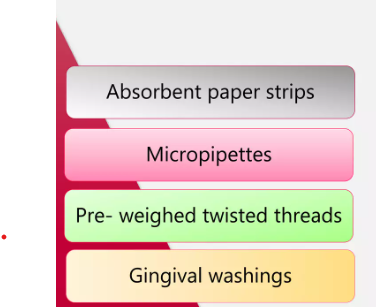 Absorbent paper strips
Micropipettes
Pre- weighed twisted threads
Gingival washings